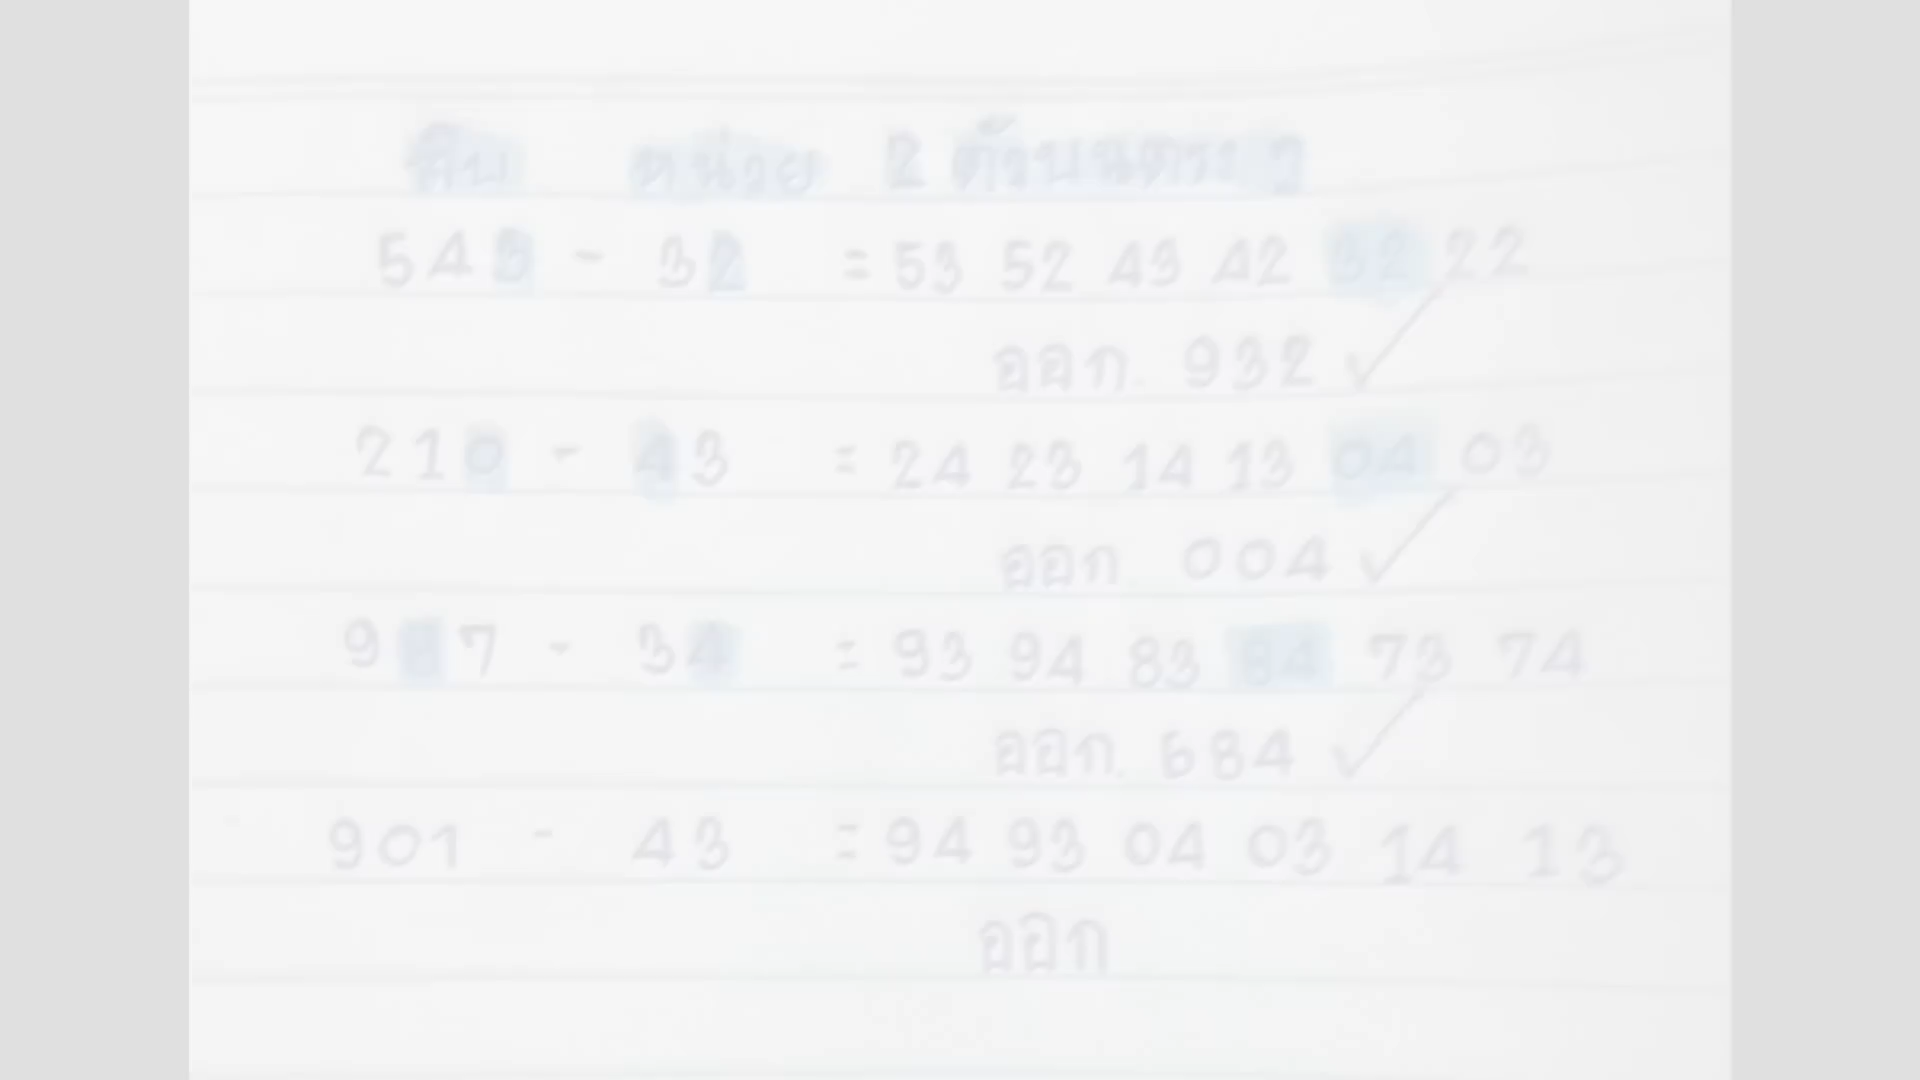 สิบ หน่วย 2 ตัวบนตรง ๆ
543 - 32 = 53 52 43 42 32 22
ออก. 932 ✓
210 - 43 = 24 23 14 13 04 03
ออก 004 ✓
987 - 34 = 93 94 83 84 73 74
ออก. 684 ✓
901 - 43 = 94 93 04 03 14 13
ออก